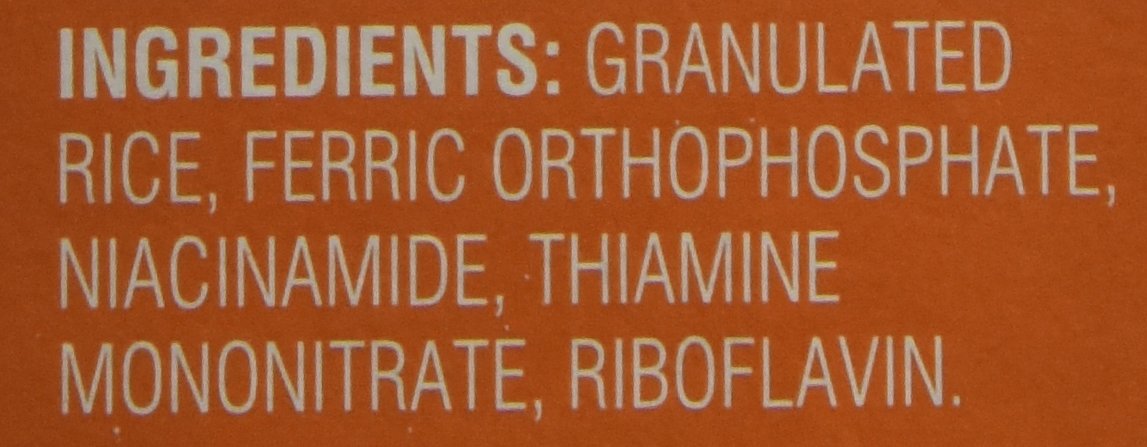 INGREDIENTS: GRANULATED
RICE, FERRIC ORTHOPHOSPHATE,
NIACINAMIDE, THIAMINE
MONONITRATE, RIBOFLAVIN.